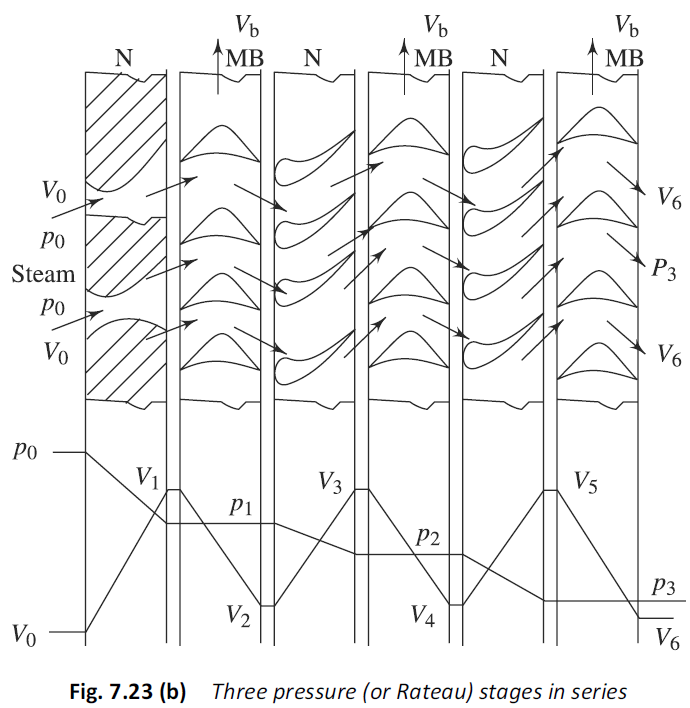 V_b V_b V_b
N MB N MB N MB
V_0
p_0
Steam
p_0
V_0
V_6
P_3
V_6
p_0
V_1 V_3 V_5
p_1
p_2
p_3
V_2 V_4
V_0 V_6
Fig. 7.23 (b) Three pressure (or Rateau) stages in series